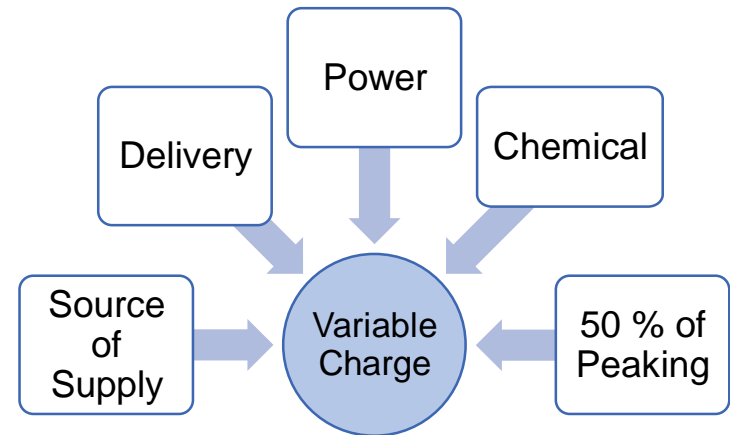 Power
Delivery
Chemical
Source
of
Supply
Variable
Charge
50 % of
Peaking